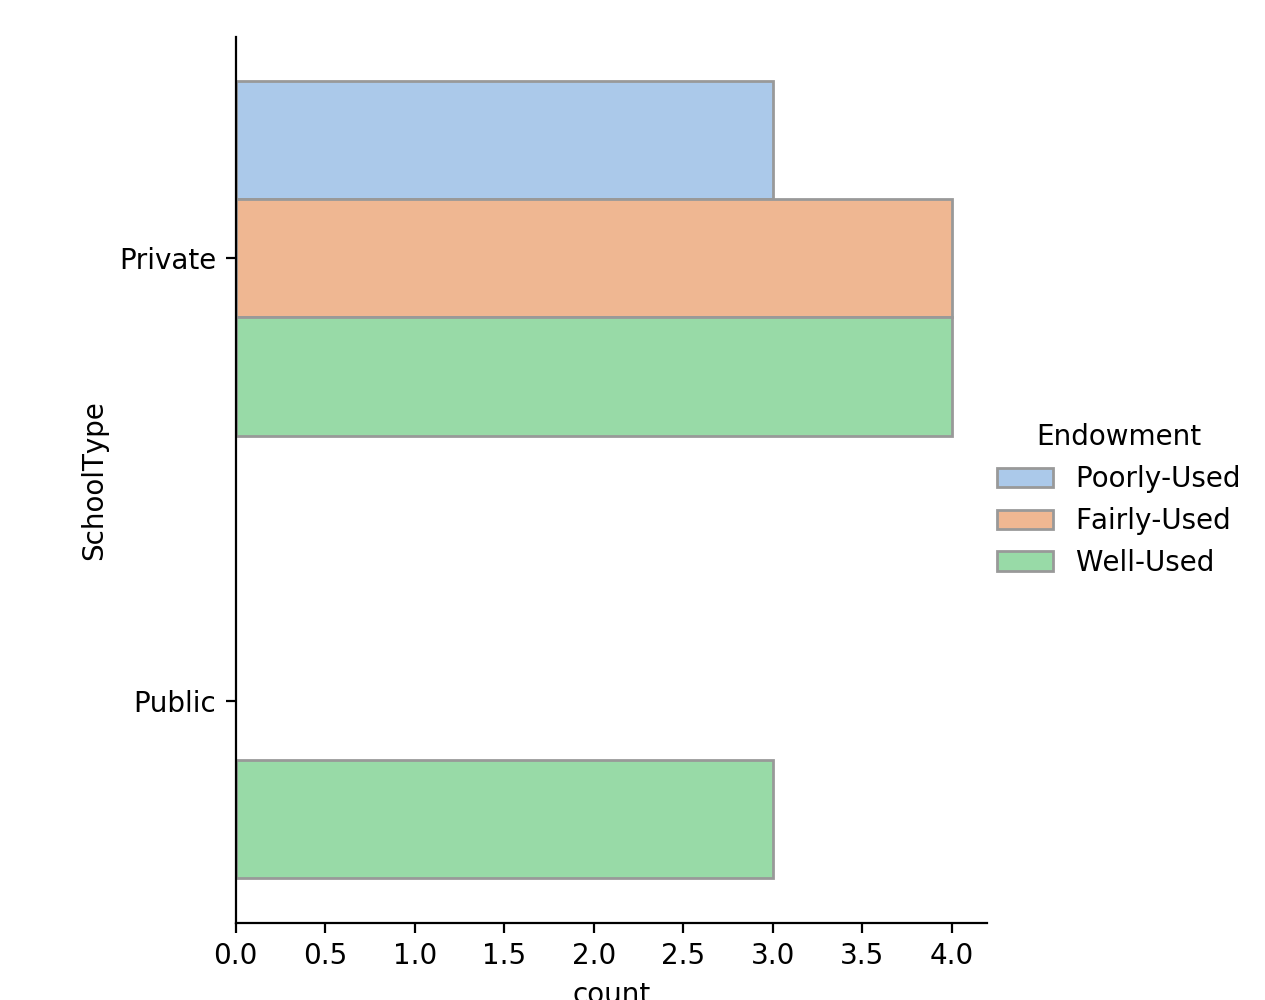 Private
SchoolType
Endowment
Poorly-Used
Fairly-Used
Well-Used
Public
0.0 0.5 1.0 1.5 2.0 2.5 3.0 3.5 4.0
count